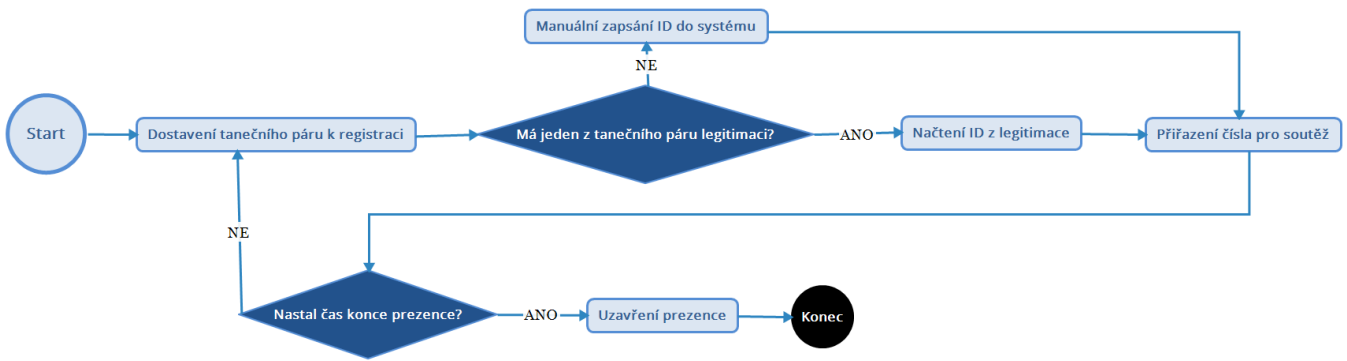 Manuální zapsání ID do systému
NE
Start
Dostavení tanečního páru k registraci
Má jeden z tanečního páru legitimaci?
ANO
Načtení ID z legitimace
Přiřazení čísla pro soutěž
NE
Nastal čas konce prezence?
ANO
Uzavření prezence
Konec